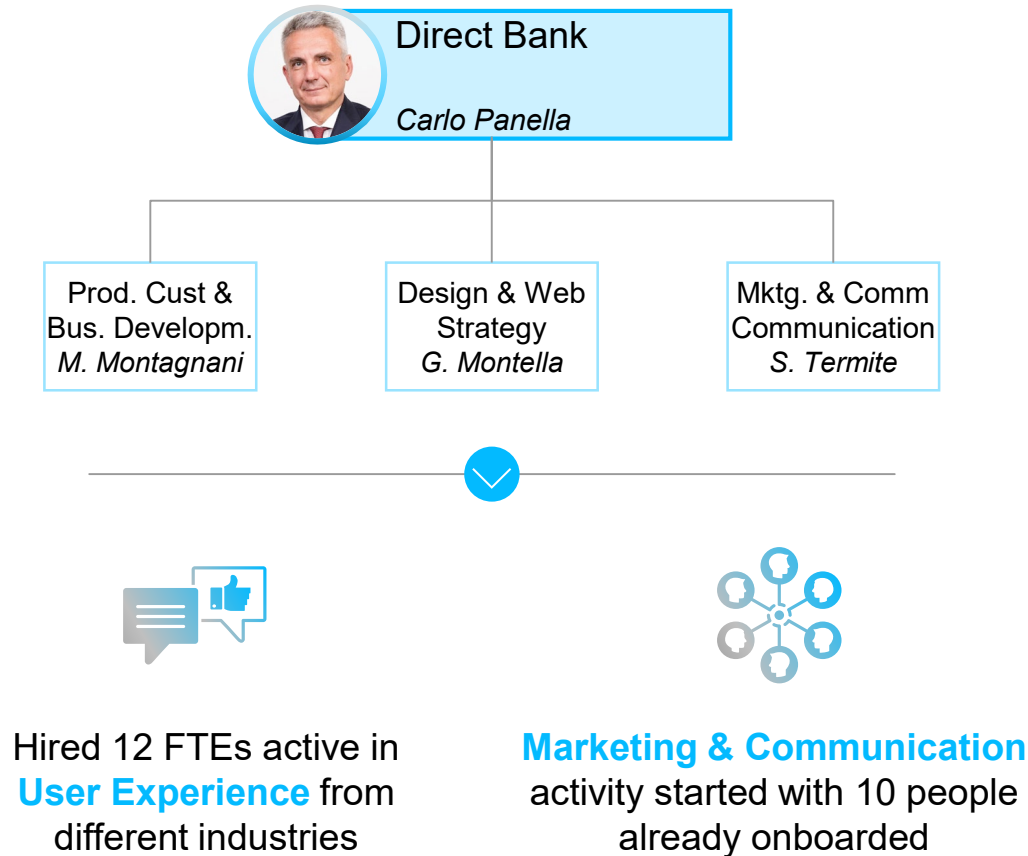 Direct Bank
Carlo Panella
Prod. Cust &
Bus. Developm.
M. Montagnani
Design & Web
Strategy
G. Montella
Mktg. & Comm
Communication
S. Termite
Hired 12 FTEs active in
User Experience from
different industries
Marketing & Communication
activity started with 10 people
already onboarded